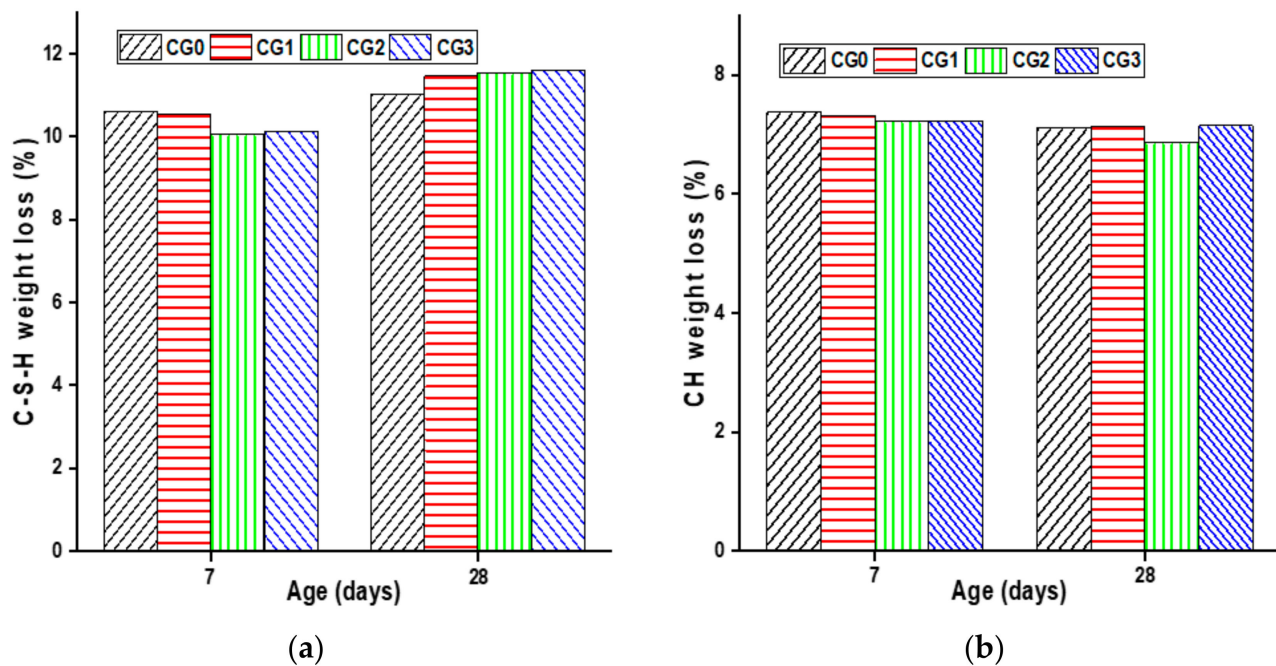 C-S-H weight loss (%)
12
10
8
6
4
2
0
CG0 CG1 CG2 CG3
7 28
Age (days)
(a)
CH weight loss (%)
8
6
4
2
0
CG0 CG1 CG2 CG3
7 28
Age (days)
(b)